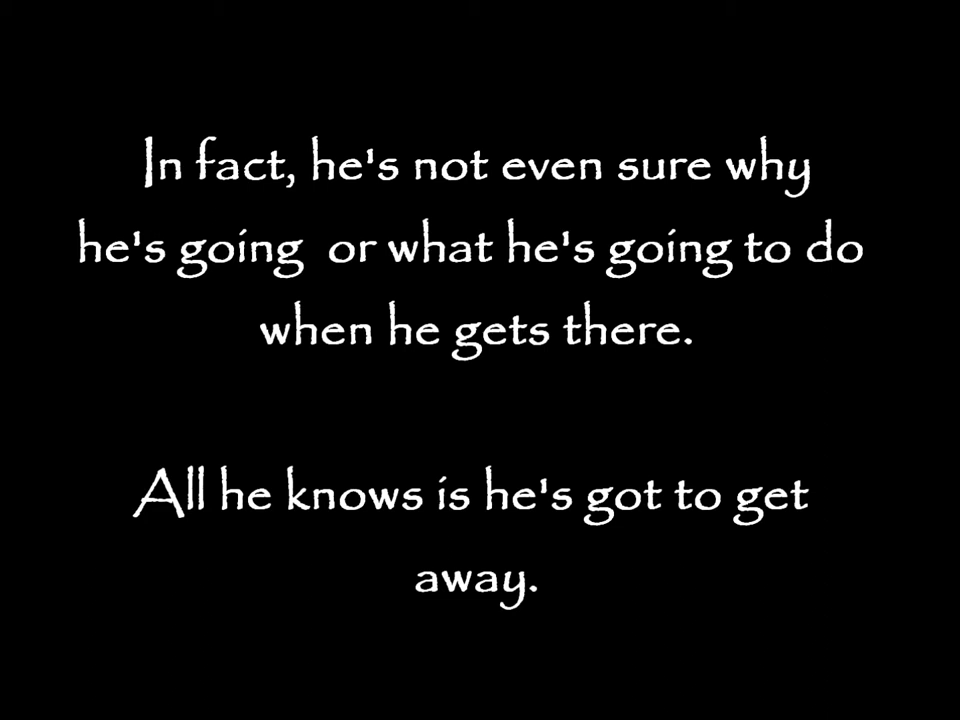 In fact, he's not even sure why
he's going  or what he's going to do
when he gets there.
All he knows is he's got to get
away.